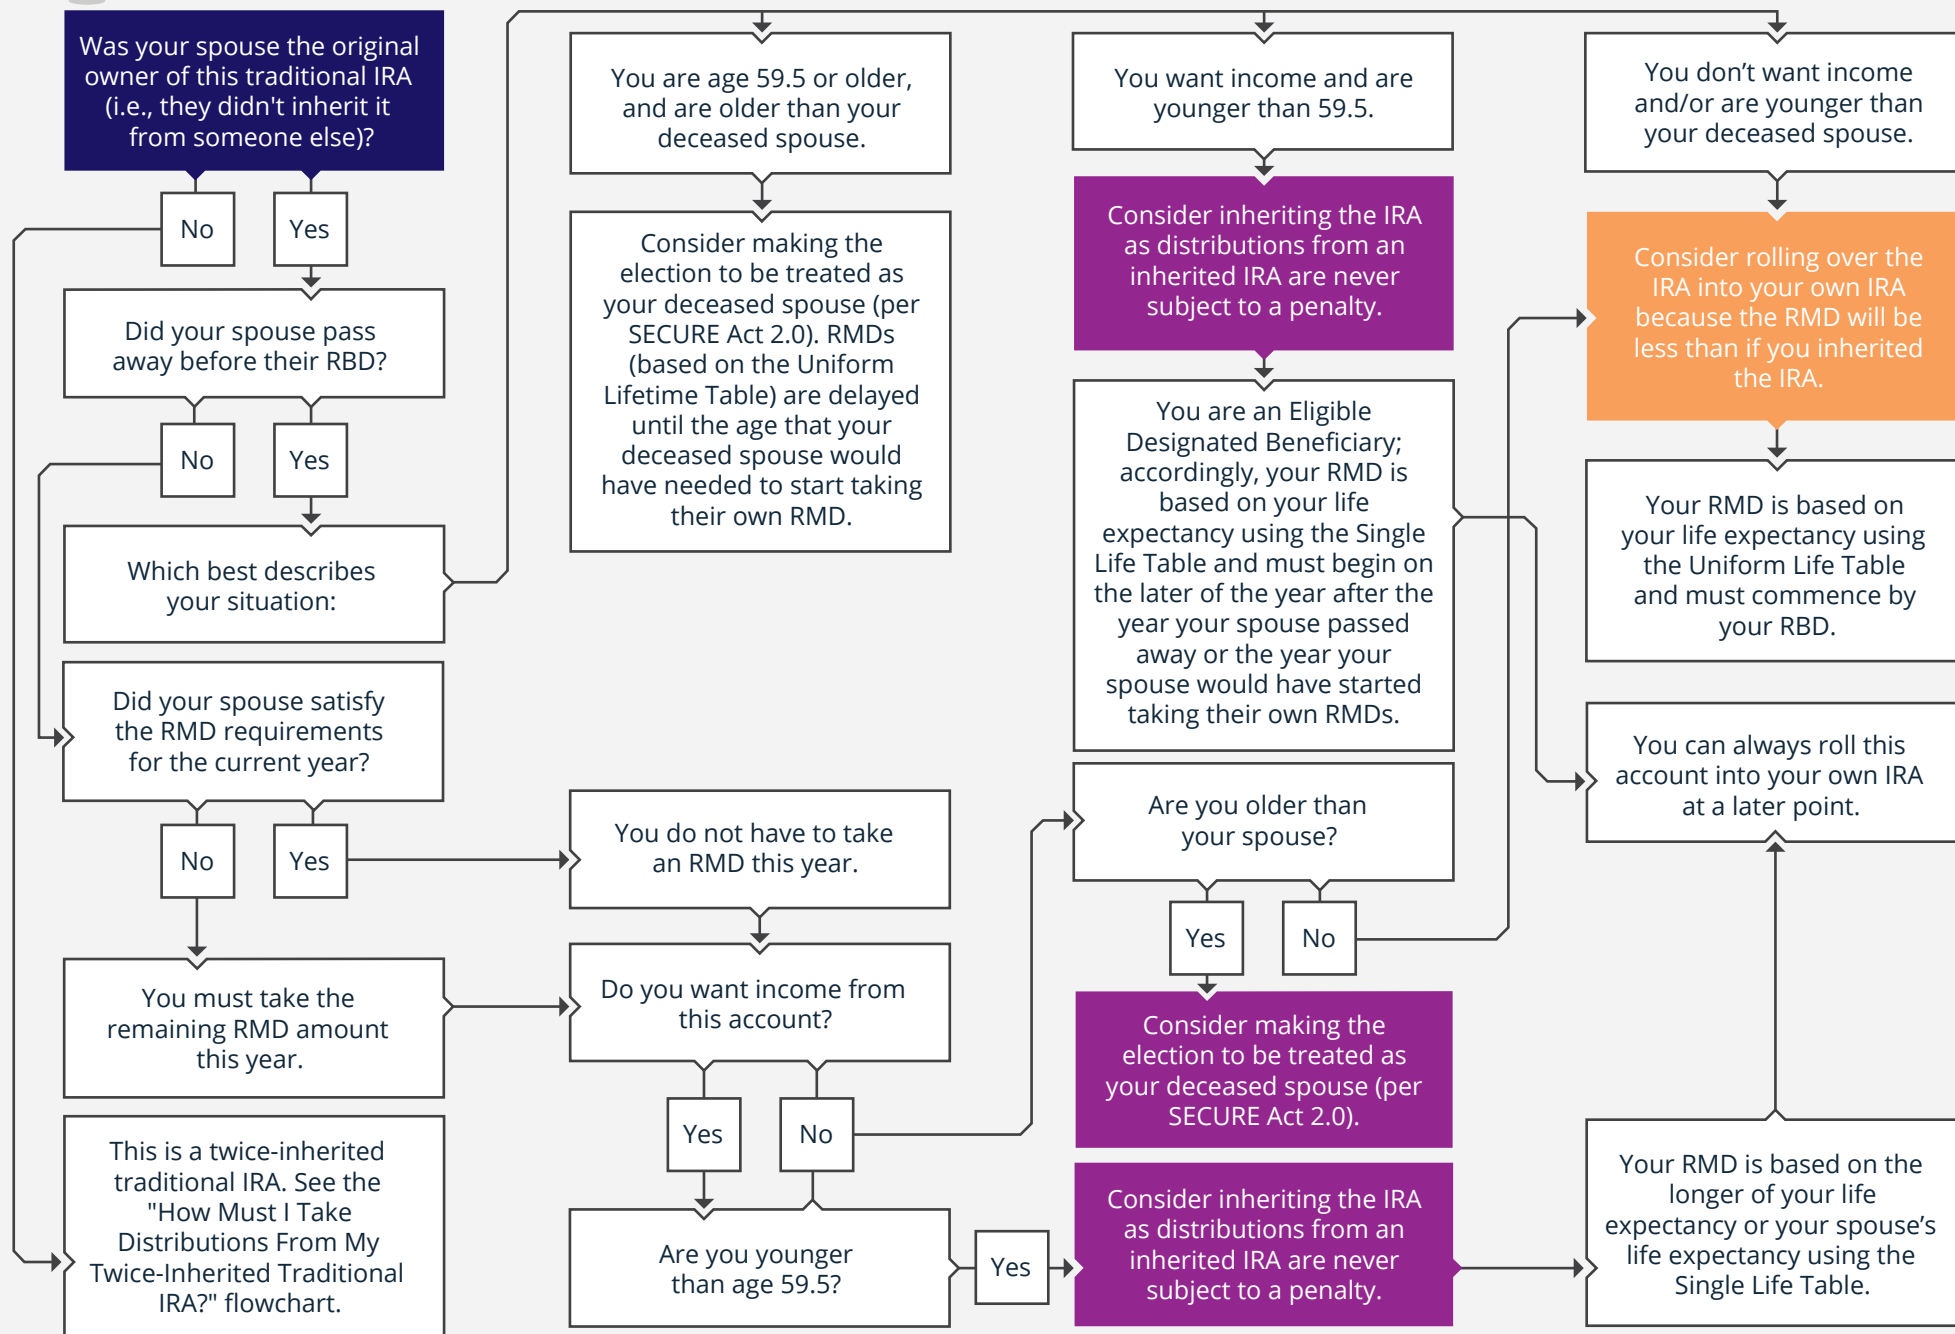 Was your spouse the original
owner of this traditional IRA
(i.e., they didn't inherit it
from someone else)?
No
Yes
Did your spouse pass
away before their RBD?
No
Yes
Which best describes
your situation:
Did your spouse satisfy
the RMD requirements
for the current year?
No
Yes
You must take the
remaining RMD amount
this year.
This is a twice-inherited
traditional IRA. See the
"How Must I Take
Distributions From My
Twice-Inherited Traditional
IRA?" flowchart.
You are age 59.5 or older,
and are older than your
deceased spouse.
Consider making the
election to be treated as
your deceased spouse (per
SECURE Act 2.0). RMDs
(based on the Uniform
Lifetime Table) are delayed
until the age that your
deceased spouse would
have needed to start taking
their own RMD.
You do not have to take
an RMD this year.
Do you want income from
this account?
Yes
No
Are you younger
than age 59.5?
Yes
You want income and are
younger than 59.5.
Consider inheriting the IRA
as distributions from an
inherited IRA are never
subject to a penalty.
You are an Eligible
Designated Beneficiary;
accordingly, your RMD is
based on your life
expectancy using the Single
Life Table and must begin on
the later of the year after the
year your spouse passed
away or the year your
spouse would have started
taking their own RMDs.
Are you older than
your spouse?
Yes
No
Consider making the
election to be treated as
your deceased spouse (per
SECURE Act 2.0).
Consider inheriting the IRA
as distributions from an
inherited IRA are never
subject to a penalty.
You don’t want income
and/or are younger than
your deceased spouse.
Consider rolling over the
IRA into your own IRA
because the RMD will be
less than if you inherited
the IRA.
Your RMD is based on
your life expectancy using
the Uniform Life Table
and must commence by
your RBD.
You can always roll this
account into your own IRA
at a later point.
Your RMD is based on the
longer of your life
expectancy or your spouse’s
life expectancy using the
Single Life Table.